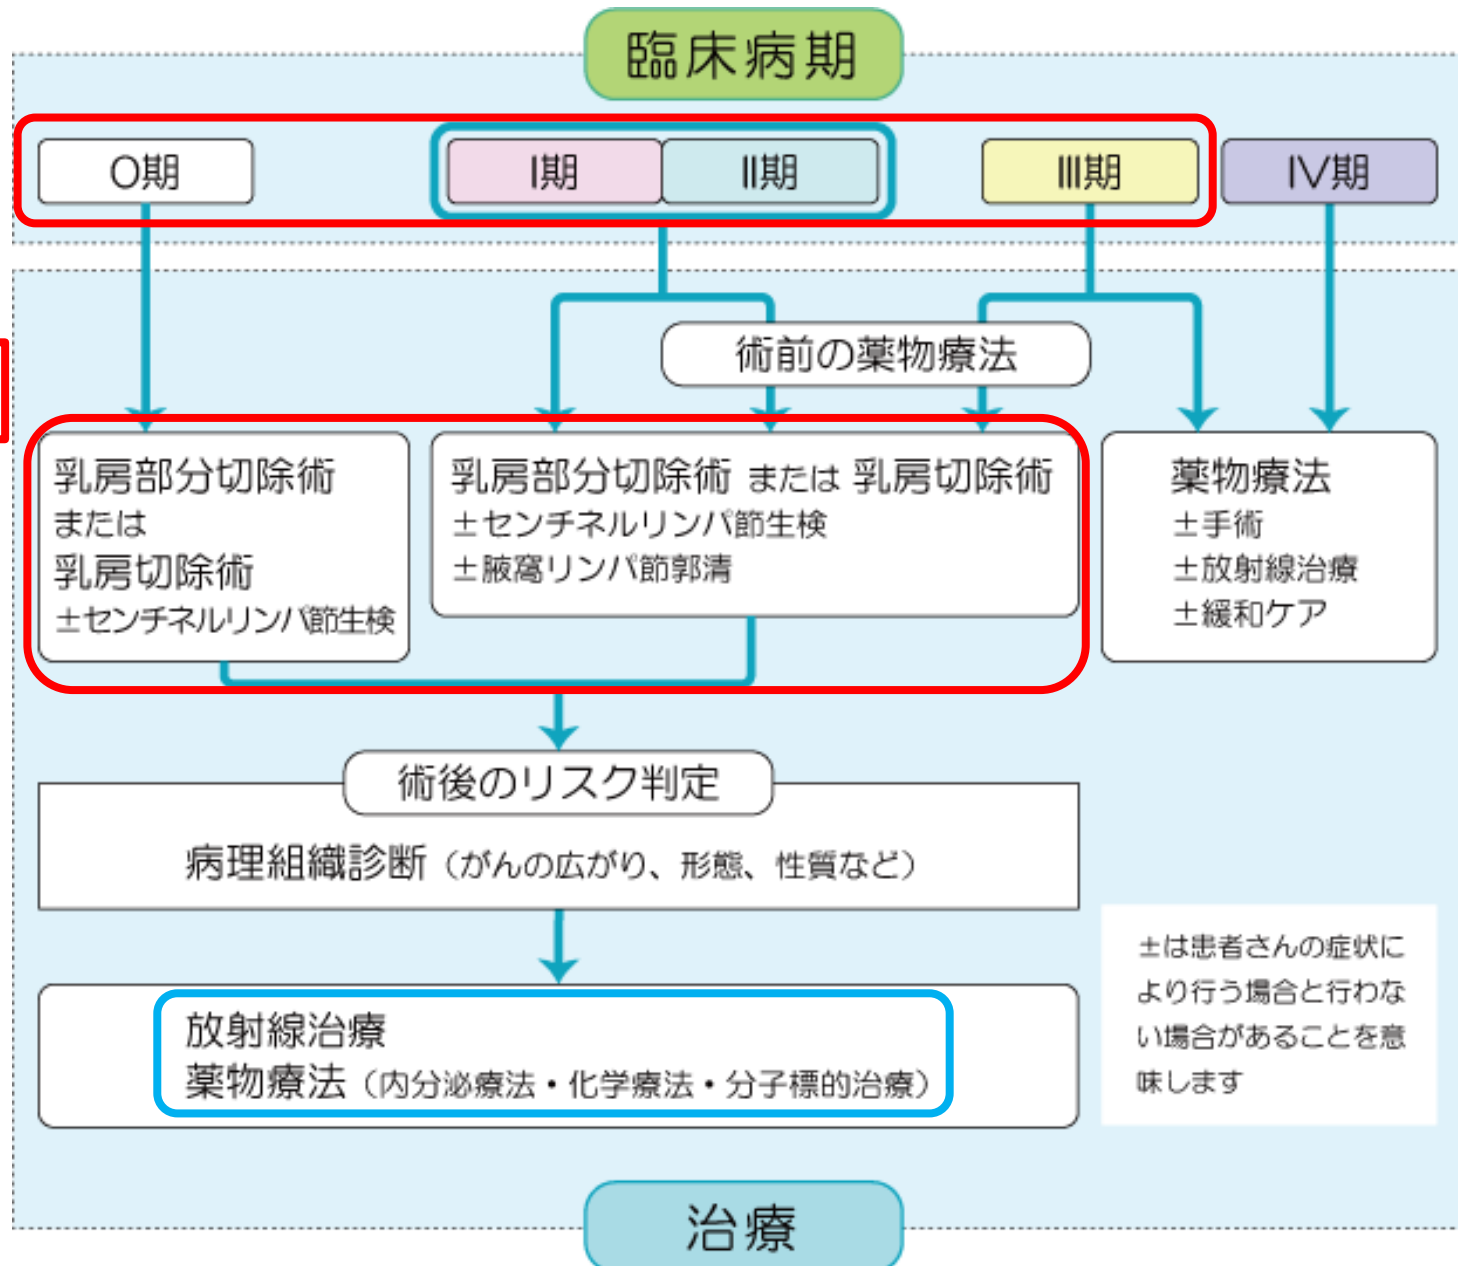 臨床病期
0期
I期
II期
III期
IV期
術前の薬物療法
乳房部分切除術
または
乳房切除術
±センチネルリンパ節生検
乳房部分切除術 または 乳房切除術
±センチネルリンパ節生検
±腋窩リンパ節郭清
薬物療法
±手術
±放射線治療
±緩和ケア
術後のリスク判定
病理組織診断（がんの広がり、形態、性質など）
放射線治療
薬物療法（内分泌療法・化学療法・分子標的治療）
±は患者さんの症状に
より行う場合と行わな
い場合があることを意
味します
治療